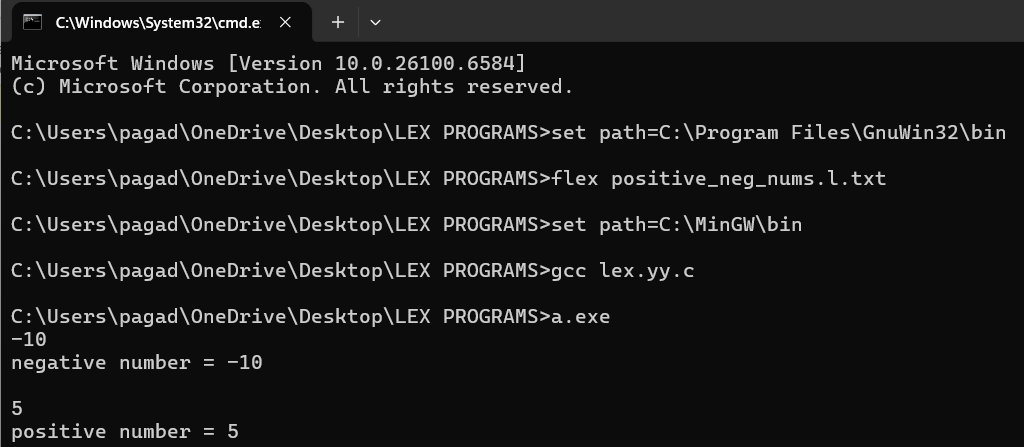 C:\Windows\System32\cmd.e
Microsoft Windows [Version 10.0.26100.6584]
(c) Microsoft Corporation. All rights reserved.
C:\Users\pagad\OneDrive\Desktop\LEX PROGRAMS>set path=C:\Program Files\GnuWin32\bin
C:\Users\pagad\OneDrive\Desktop\LEX PROGRAMS>flex positive_neg_nums.l.txt
C:\Users\pagad\OneDrive\Desktop\LEX PROGRAMS>set path=C:\MinGW\bin
C:\Users\pagad\OneDrive\Desktop\LEX PROGRAMS>gcc lex.yy.c
C:\Users\pagad\OneDrive\Desktop\LEX PROGRAMS>a.exe
-10
negative number = -10
5
positive number = 5